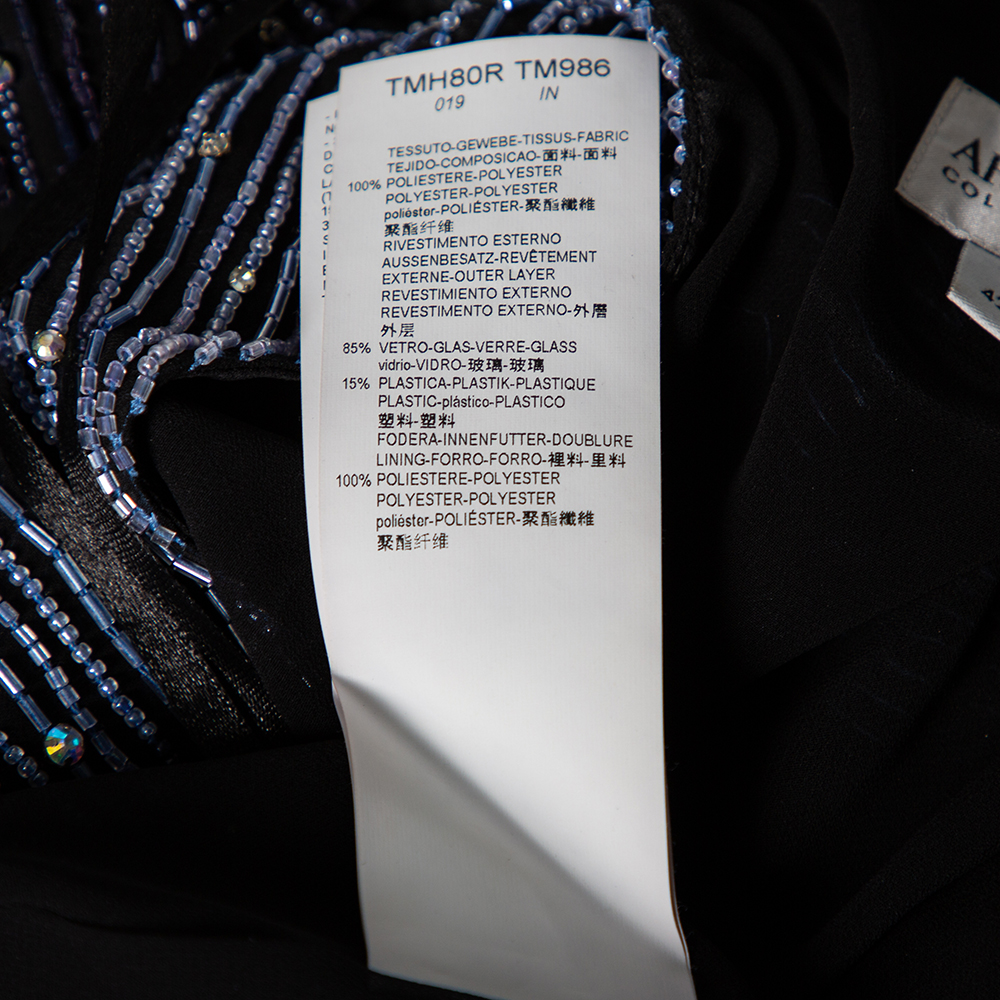 TMH80R TM986
019 IN
TESSUTO-GEWEBE-TISSUS-FABRIC
TEJIDO-COMPOSICAO-面料-面料
100% POLIESTERE-POLYESTER
POLYESTER-POLYESTER
poliéster-POLIÉSTER-聚酯纖維
聚酯纤维
RIVESTIMENTO ESTERNO
AUSSENBESATZ-REVÊTEMENT
EXTERNE-OUTER LAYER
REVESTIMIENTO EXTERNO
REVESTIMENTO EXTERNO-外層
外层
85% VETRO-GLAS-VERRE-GLASS
vidrio-VIDRO-玻璃-玻璃
15% PLASTICA-PLASTIK-PLASTIQUE
PLASTIC-plástico-PLASTICO
塑料-塑料
FODERA-INNENFUTTER-DOUBLURE
LINING-FORRO-FORRO-裡料-里料
100% POLIESTERE-POLYESTER
POLYESTER-POLYESTER
poliéster-POLIÉSTER-聚酯纖維
聚酯纤维